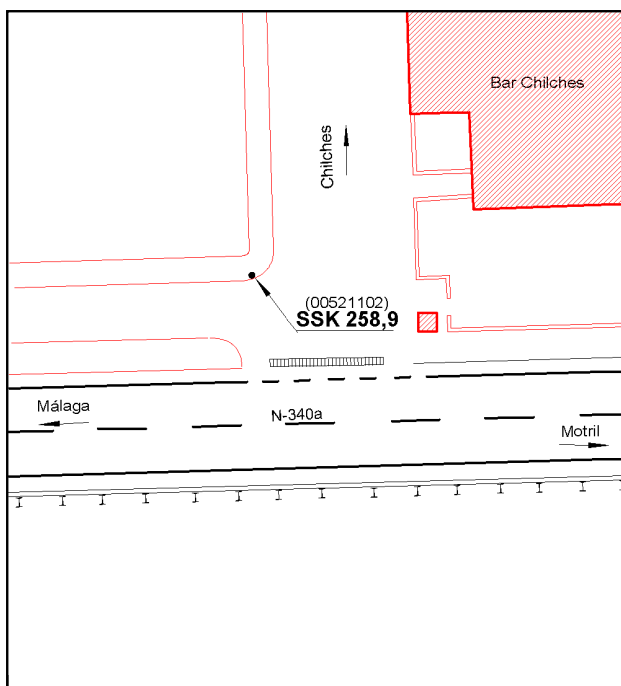 Bar Chilches
Chilches
(00521102)
SSK 258,9
Málaga
N-340a
Motril